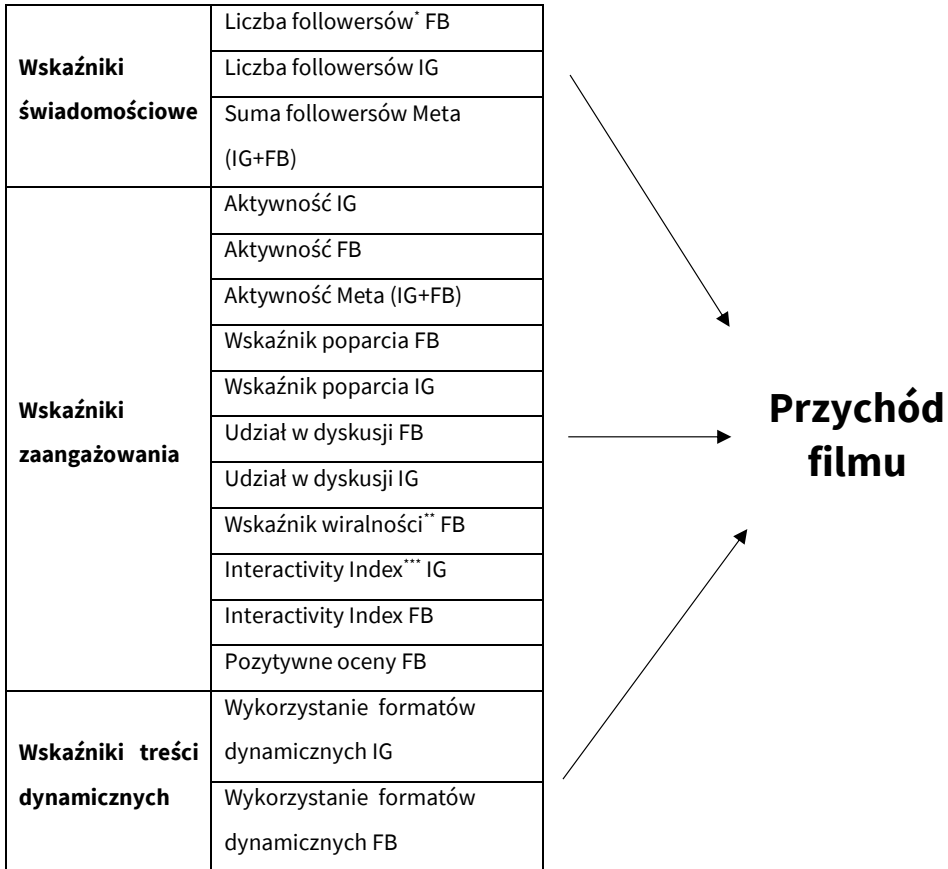 Wskaźniki
świadomościowe
Liczba followersów* FB
Liczba followersów IG
Suma followersów Meta
(IG+FB)
Wskaźniki
zaangażowania
Aktywność IG
Aktywność FB
Aktywność Meta (IG+FB)
Wskaźnik poparcia FB
Wskaźnik poparcia IG
Udział w dyskusji FB
Udział w dyskusji IG
Wskaźnik wiralności** FB
Interactivity Index*** IG
Interactivity Index FB
Pozytywne oceny FB
Wskaźniki treści
dynamicznych
Wykorzystanie formatów
dynamicznych IG
Wykorzystanie formatów
dynamicznych FB
Przychód
filmu